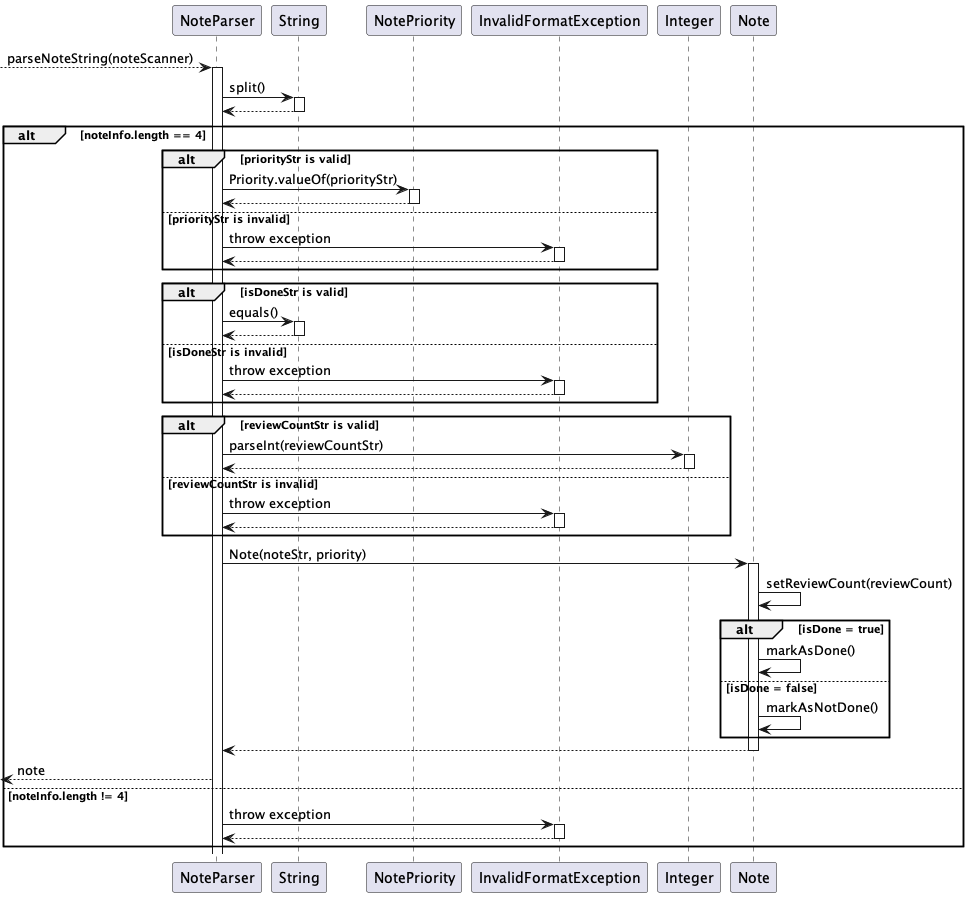 NoteParser String NotePriority InvalidFormatException Integer Note
parseNoteString(noteScanner)
split()
alt [noteInfo.length == 4]
alt [priorityStr is valid]
Priority.valueOf(priorityStr)
[priorityStr is invalid]
throw exception
alt [isDoneStr is valid]
equals()
[isDoneStr is invalid]
throw exception
alt [reviewCountStr is valid]
parseInt(reviewCountStr)
[reviewCountStr is invalid]
throw exception
Note(noteStr, priority)
setReviewCount(reviewCount)
alt [isDone = true]
markAsDone()
[isDone = false]
markAsNotDone()
note
[noteInfo.length != 4]
throw exception
NoteParser String NotePriority InvalidFormatException Integer Note